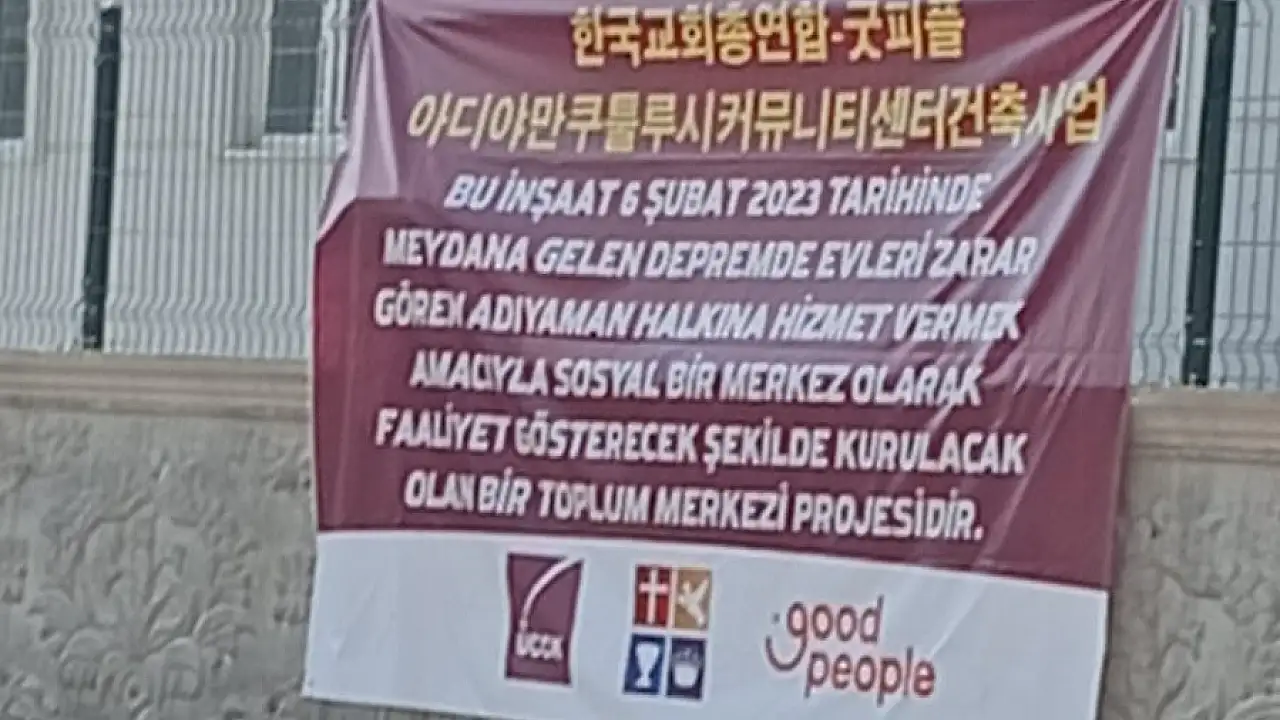 한국교회총연합-굿피플
아디야만쿠툴루시커뮤니티센터건축사업
BU İNŞAAT 6 ŞUBAT 2023 TARİHİNDE
MEYDANA GELEN DEPREMDE EVLERİ ZARAR
GÖREN ADIYAMAN HALKINA HİZMET VERMEK
AMACIYLA SOSYAL BİR MERKEZ OLARAK
FAALİYET GÖSTERECEK ŞEKİLDE KURULACAK
OLAN BİR TOPLUM MERKEZİ PROJESİDİR.
UCCK
good
people